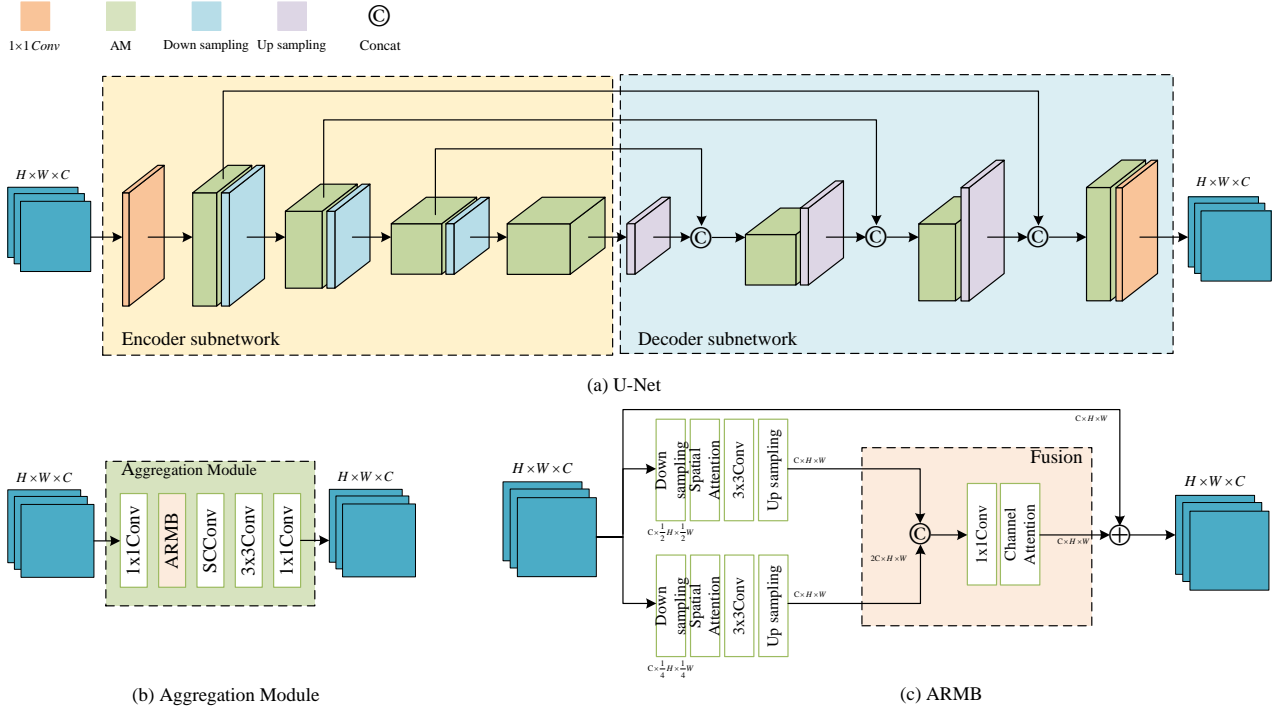 ©
1×1Conv
AM
Down sampling
Up sampling
Concat
H×W×C
H×W×C
©
©
©
Encoder subnetwork
Decoder subnetwork
(a) U-Net
H×W×C
Aggregation Module
1x1Conv
ARMB
SCConv
3x3Conv
1x1Conv
H×W×C
(b) Aggregation Module
H×W×C
Down
sampling
Spatial
Attention
3x3Conv
Up sampling
C×1/2H×1/2W
C×H×W
Down
sampling
Spatial
Attention
3x3Conv
Up sampling
C×1/4H×1/4W
C×H×W
C×H×W
Fusion
©
2C×H×W
1x1Conv
Channel
Attention
C×H×W
+
H×W×C
(c) ARMB